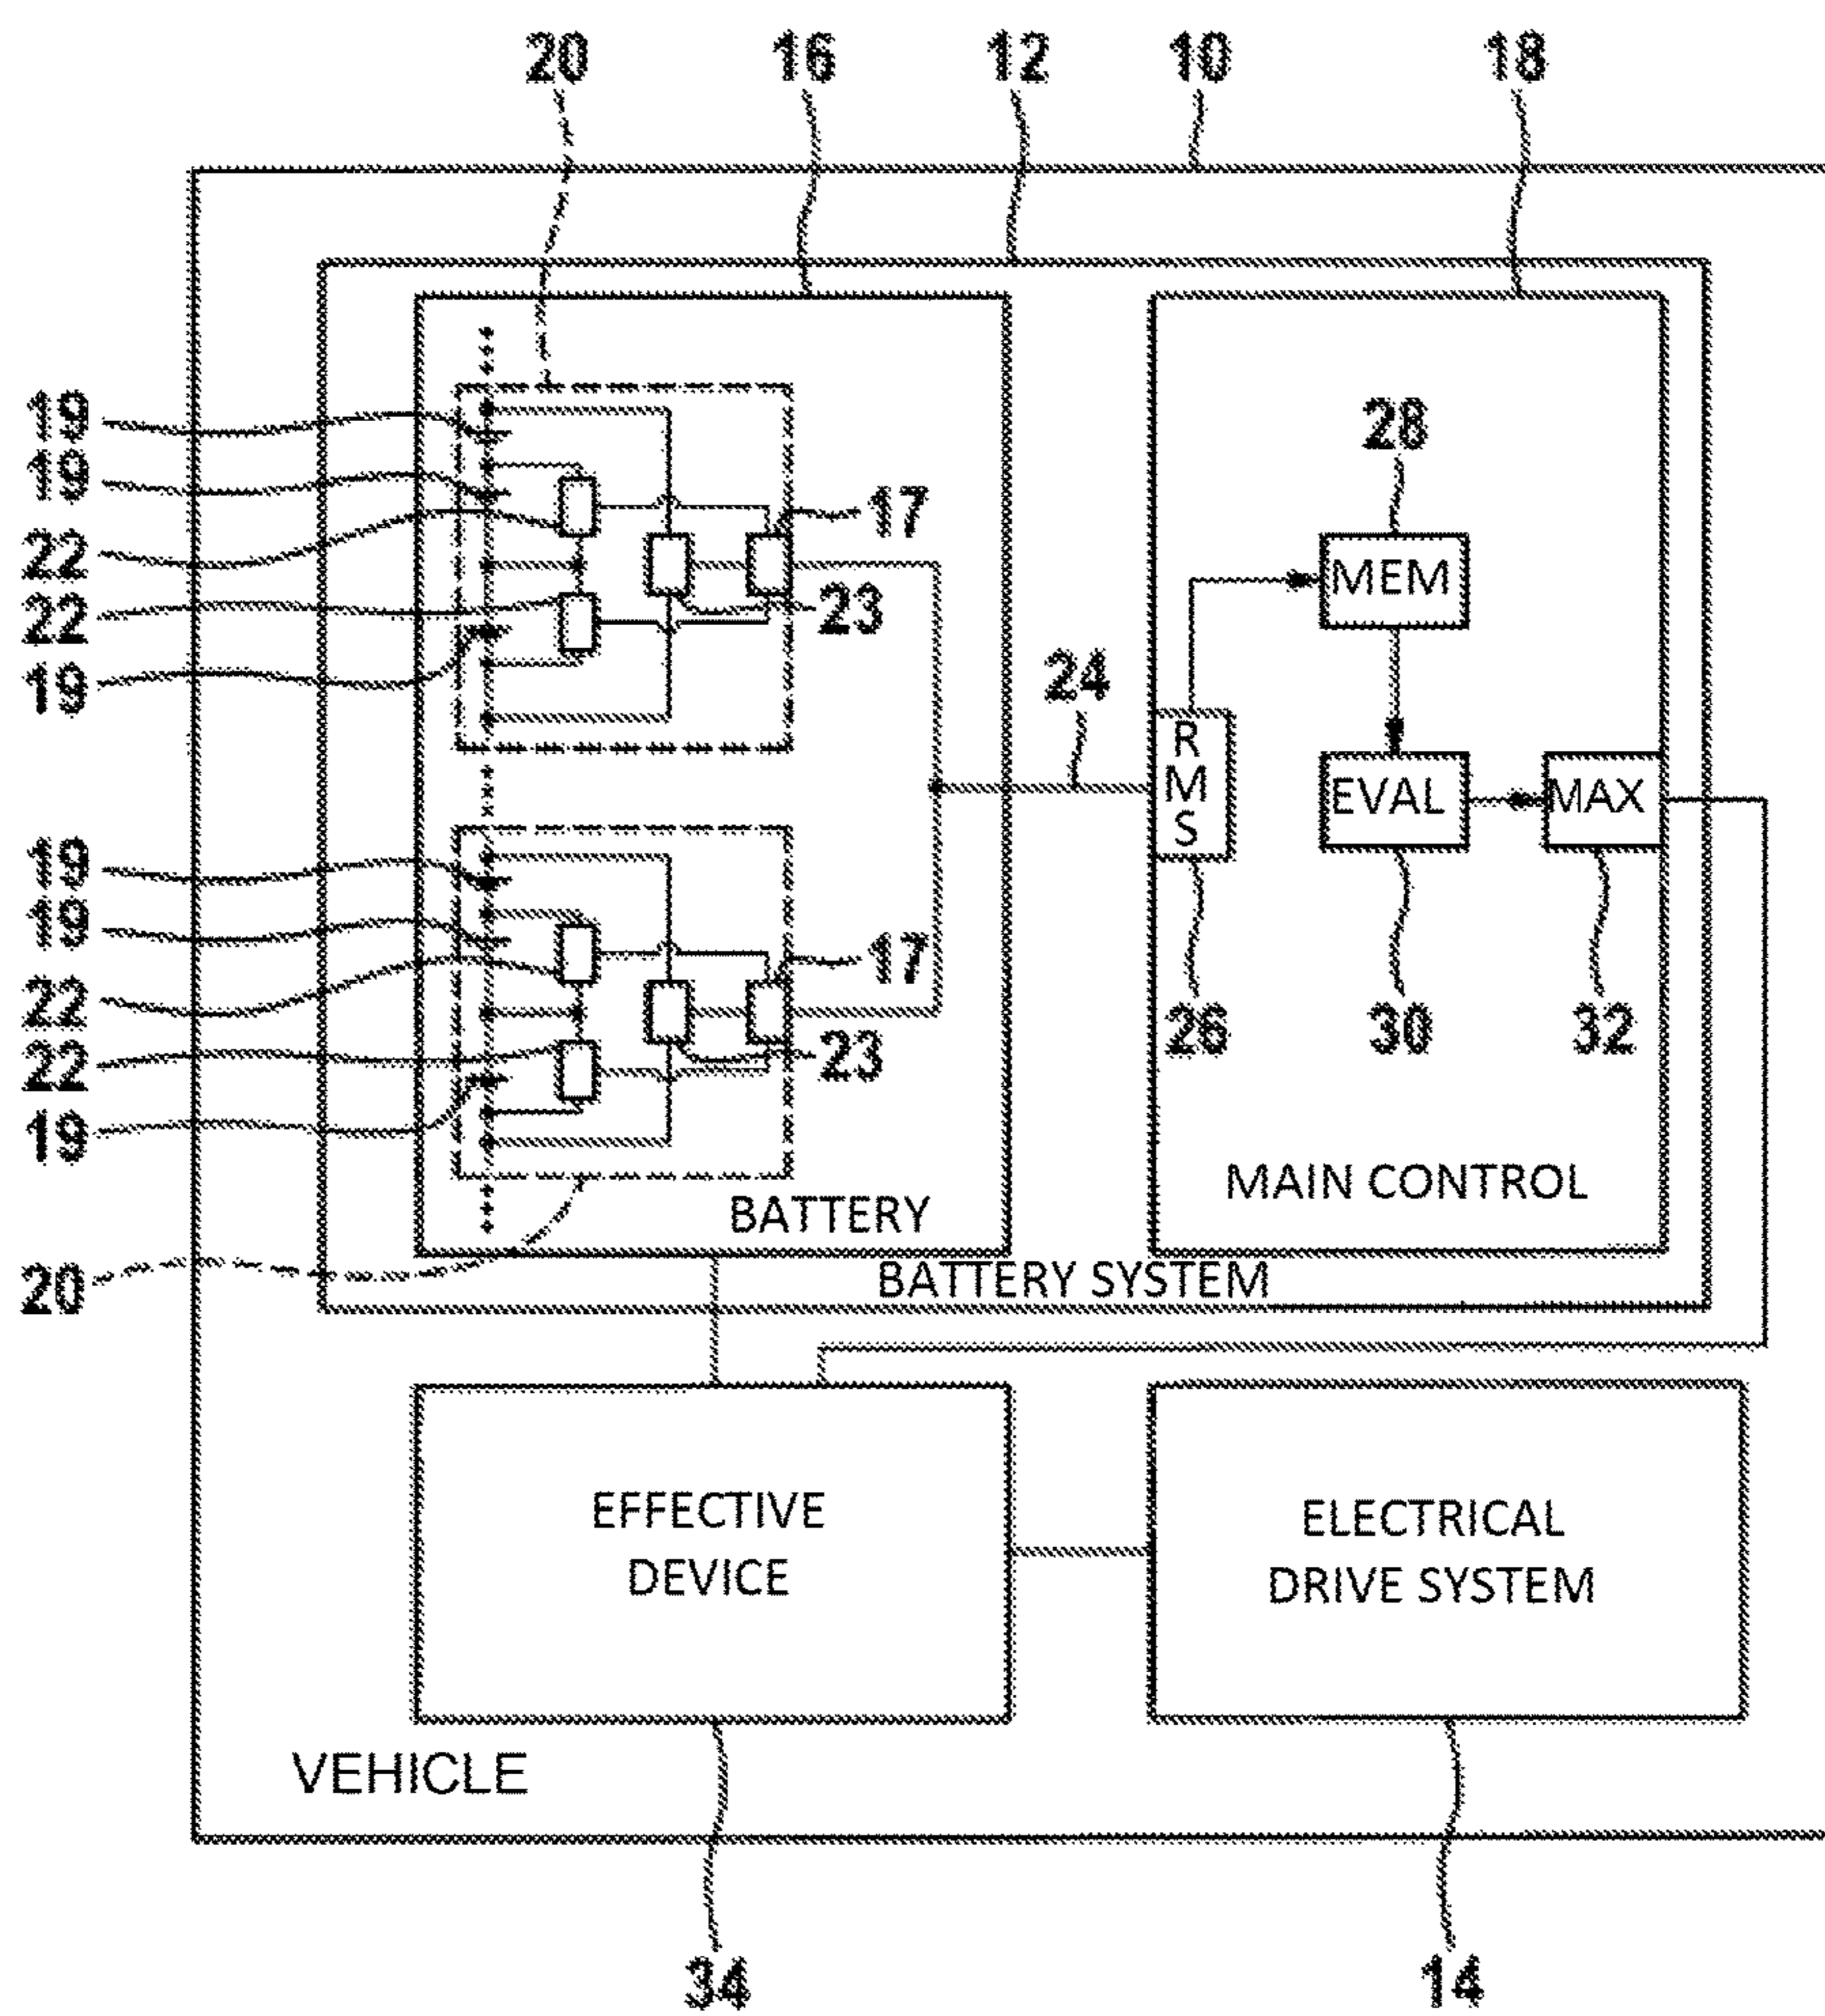 20 16 12 10 18
19
19
22
22
19
17
23
24
28
MEM
RMS
EVAL
MAX
19
19
22
22
19
17
23
26
30
32
MAIN CONTROL
BATTERY
20
BATTERY SYSTEM
EFFECTIVE
DEVICE
ELECTRICAL
DRIVE SYSTEM
VEHICLE
34
14